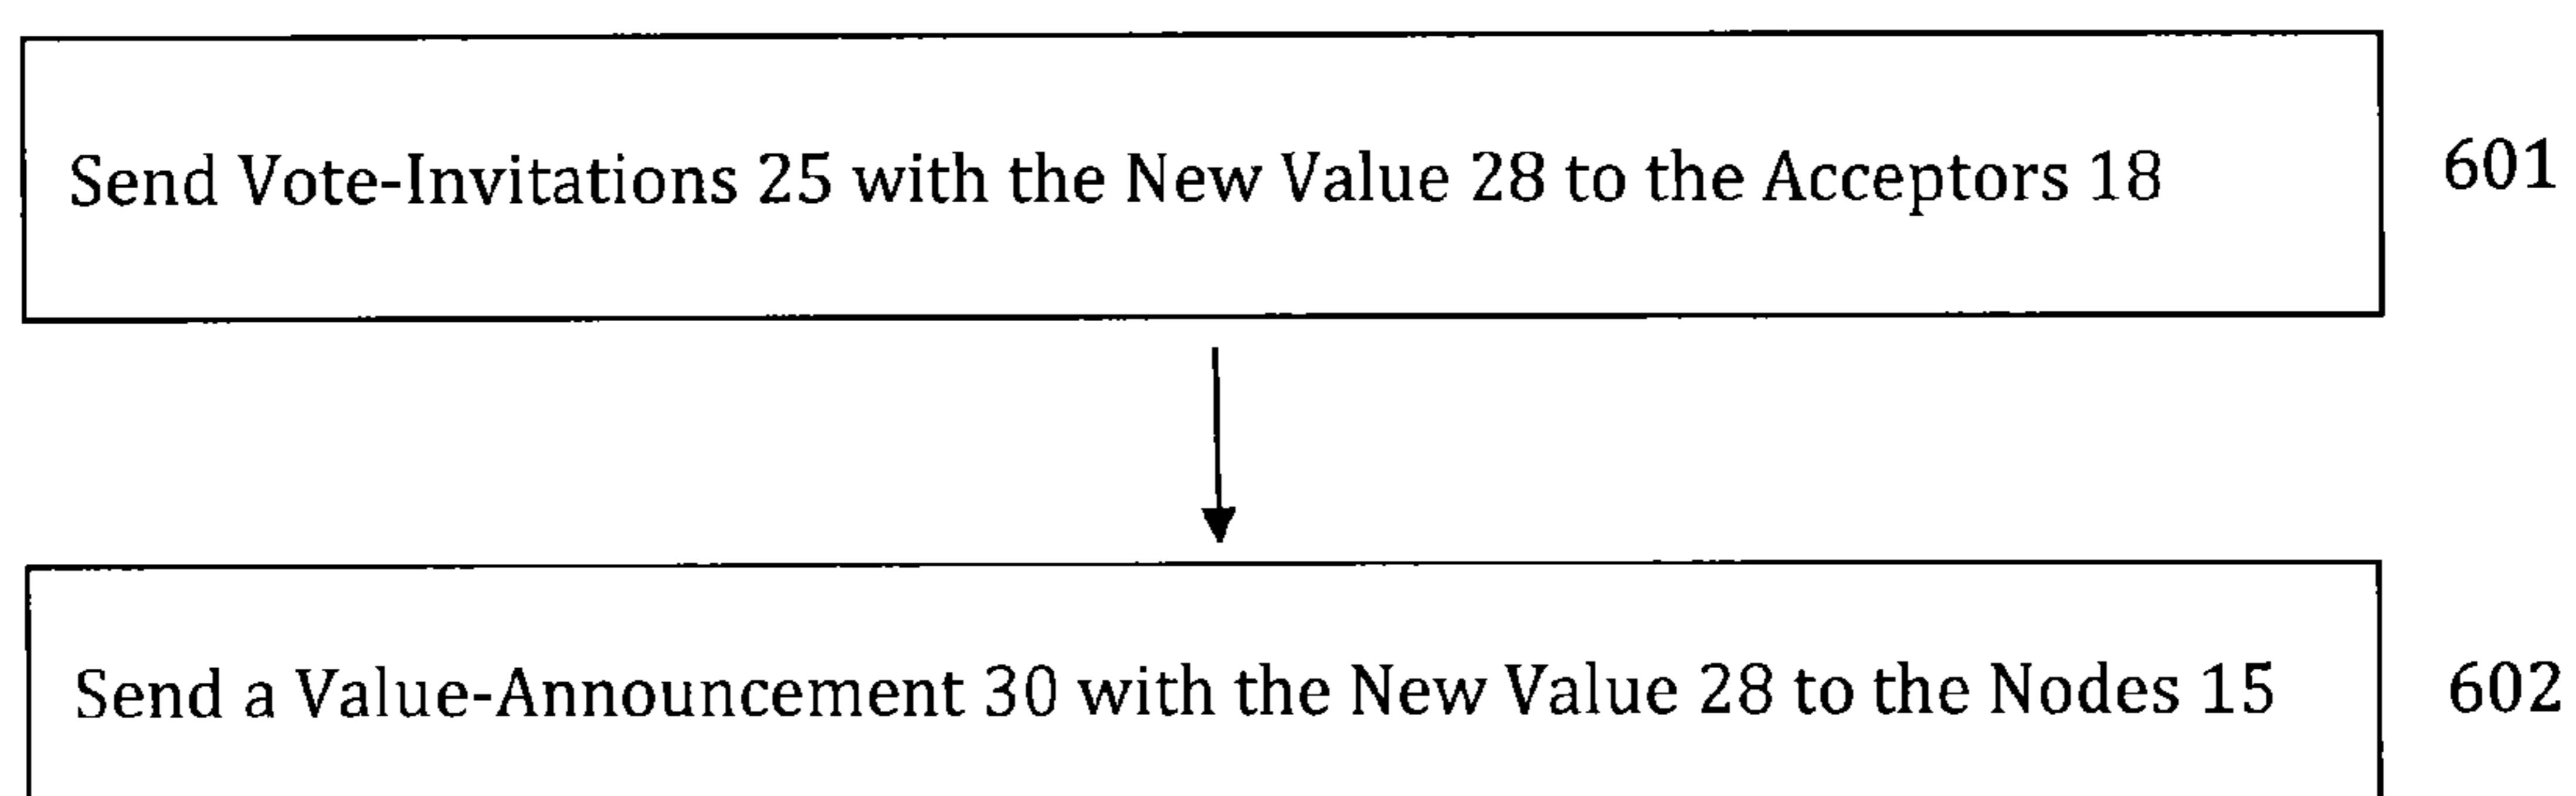 Send Vote-Invitations 25 with the New Value 28 to the Acceptors 18
601
Send a Value-Announcement 30 with the New Value 28 to the Nodes 15
602